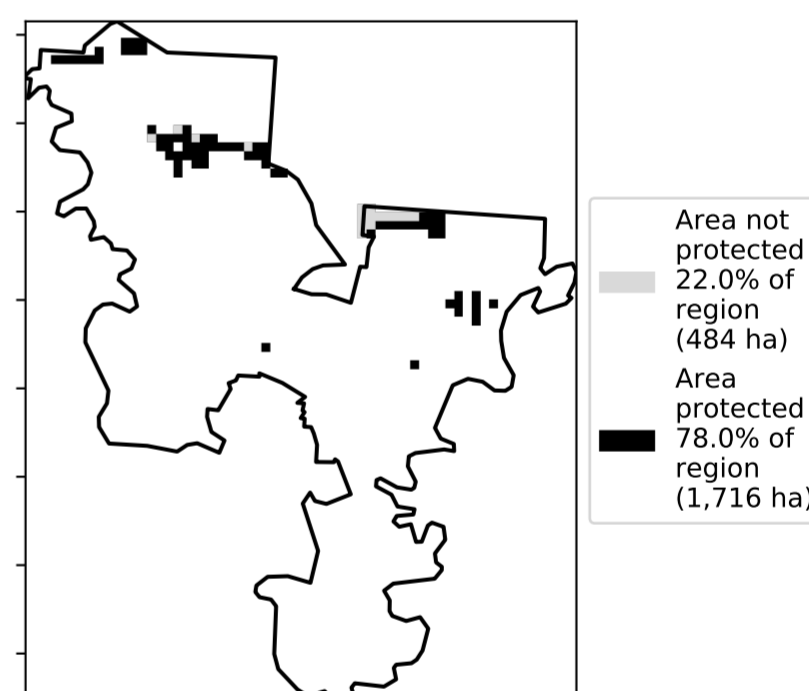 Area not
protected
22.0% of
region
(484 ha)
Area
protected
78.0% of
region
(1,716 ha)